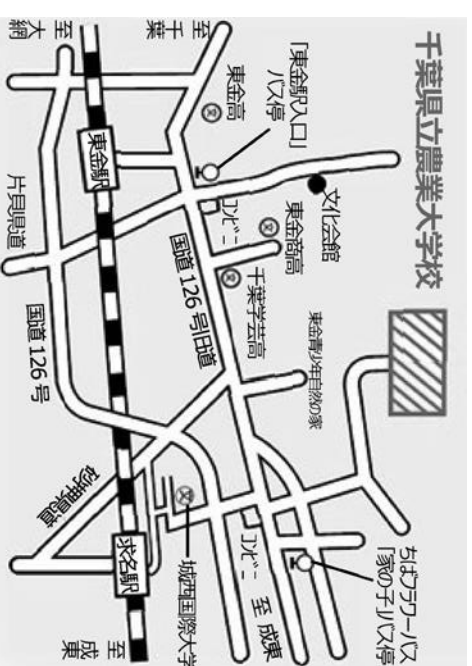 千葉県立農業大学校
至
千葉
至
大網
東金高
「東金駅入口」
バス停
文化会館
東金商高
コンビニ
千葉学芸高
東金青少年自然の家
東金駅
片貝県道
国道126号旧道
国道126号
砂押県道
求名駅
城西国際大学
コンビニ
至 成東
ちばフラワーバス
「家の子」バス停
至
成東